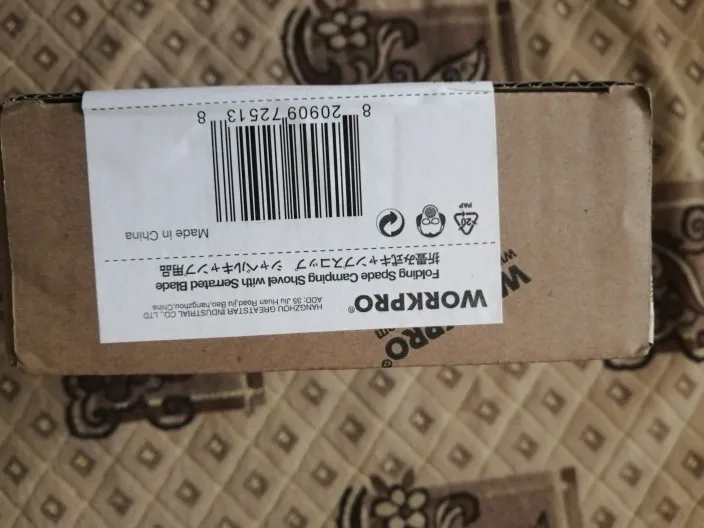 WORKPRO®
HANGZHOU GREATSTAR INDUSTRIAL CO., LTD
ADD: 35 Jiu Huan Road,jiu Bao,hangzhou,China
Folding Spade Camping Shovel with Serrated Blade
折畳み式キャンプスコップ シャベルキャンプ用品
20
PAP
Made in China
8 20909 72513 8
WORKPRO®